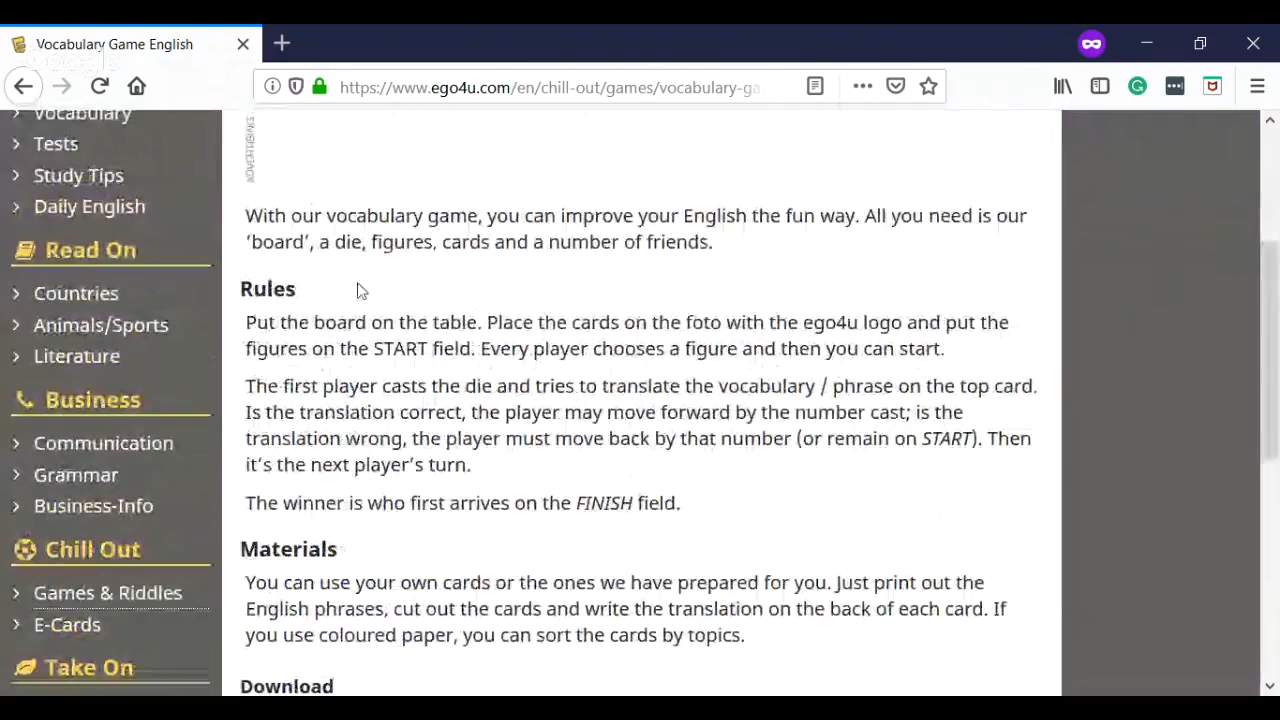 Vocabulary Game English
https://www.ego4u.com/en/chill-out/games/vocabulary-ga
Vocabulary
Tests
Study Tips
Daily English
Read On
Countries
Animals/Sports
Literature
Business
Communication
Grammar
Business-Info
Chill Out
Games & Riddles
E-Cards
Take On
With our vocabulary game, you can improve your English the fun way. All you need is our
‘board’, a die, figures, cards and a number of friends.
Rules
Put the board on the table. Place the cards on the foto with the ego4u logo and put the
figures on the START field. Every player chooses a figure and then you can start.
The first player casts the die and tries to translate the vocabulary / phrase on the top card.
Is the translation correct, the player may move forward by the number cast; is the
translation wrong, the player must move back by that number (or remain on START). Then
it’s the next player’s turn.
The winner is who first arrives on the FINISH field.
Materials
You can use your own cards or the ones we have prepared for you. Just print out the
English phrases, cut out the cards and write the translation on the back of each card. If
you use coloured paper, you can sort the cards by topics.
Download